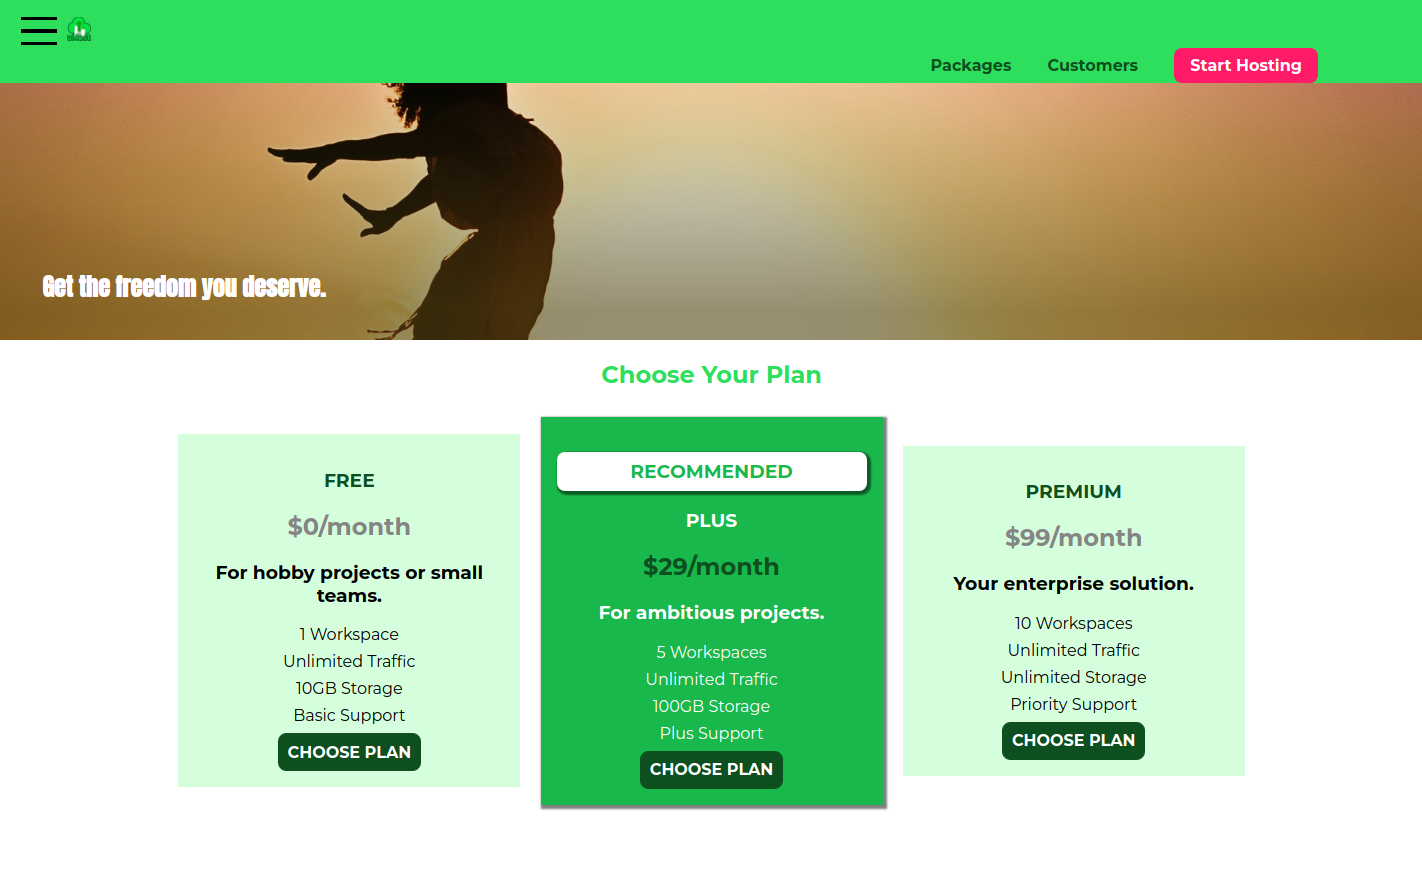 Packages Customers Start Hosting
Get the freedom you deserve.
Choose Your Plan
FREE
$0/month
For hobby projects or small
teams.
1 Workspace
Unlimited Traffic
10GB Storage
Basic Support
CHOOSE PLAN
RECOMMENDED
PLUS
$29/month
For ambitious projects.
5 Workspaces
Unlimited Traffic
100GB Storage
Plus Support
CHOOSE PLAN
PREMIUM
$99/month
Your enterprise solution.
10 Workspaces
Unlimited Traffic
Unlimited Storage
Priority Support
CHOOSE PLAN